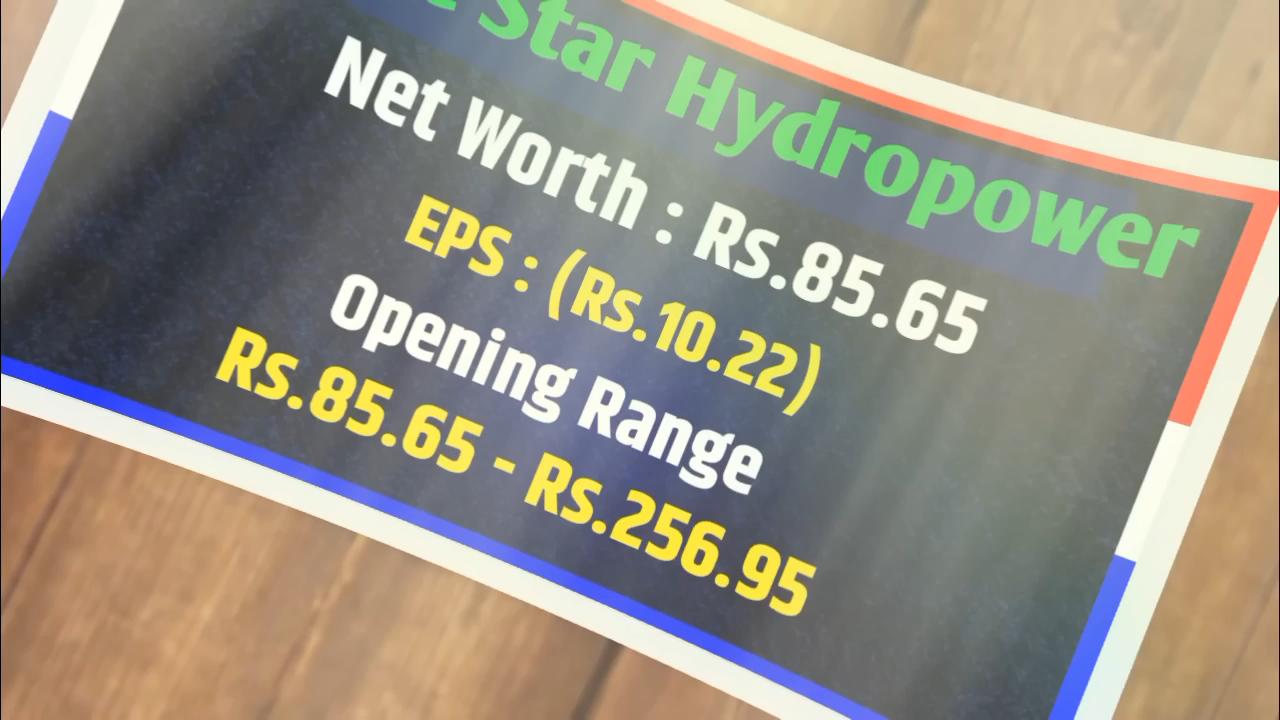 Star Hydropower
Net Worth : Rs.85.65
EPS : (Rs.10.22)
Opening Range
Rs.85.65 - Rs.256.95